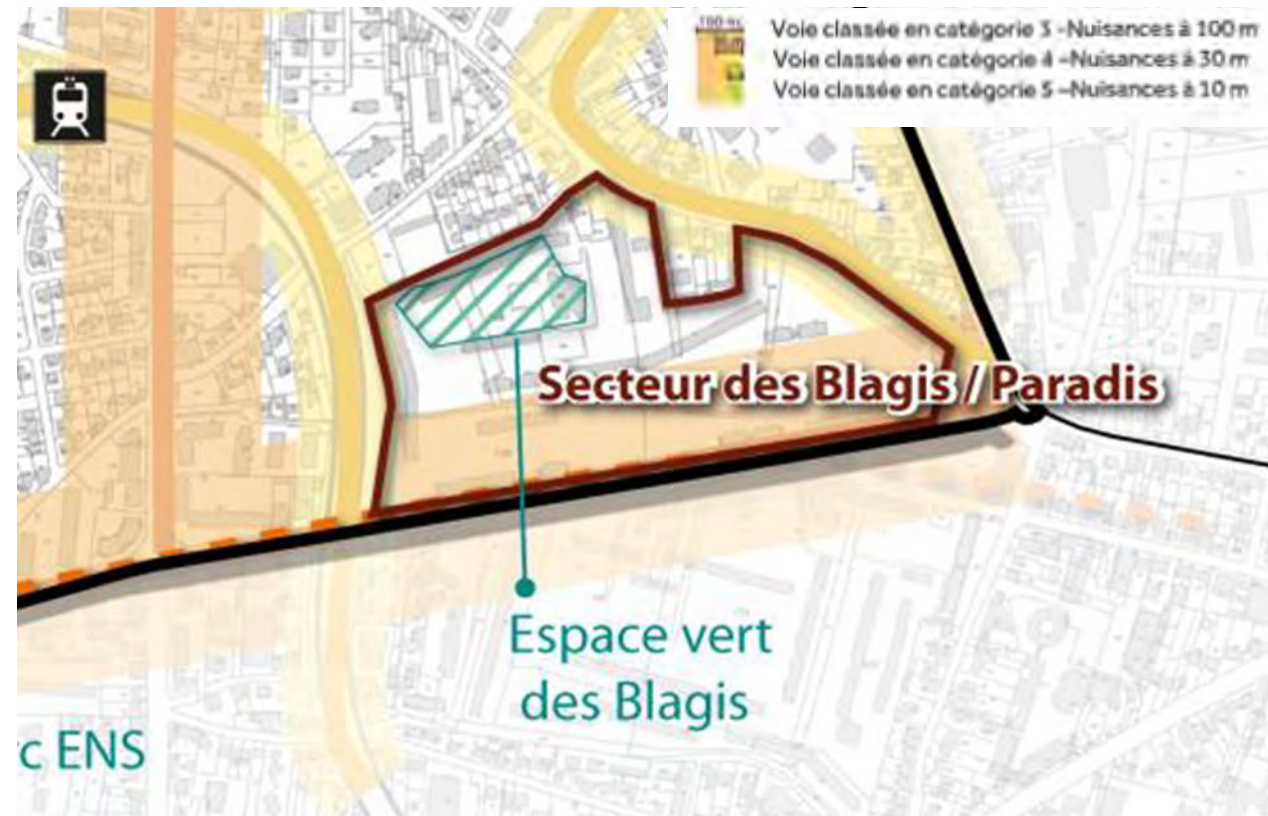 Voie classée en catégorie 3 -Nuisances à 100 m
Voie classée en catégorie 4 -Nuisances à 30 m
Voie classée en catégorie 5 -Nuisances à 10 m
Secteur des Blagis / Paradis
Espace vert
des Blagis
c ENS